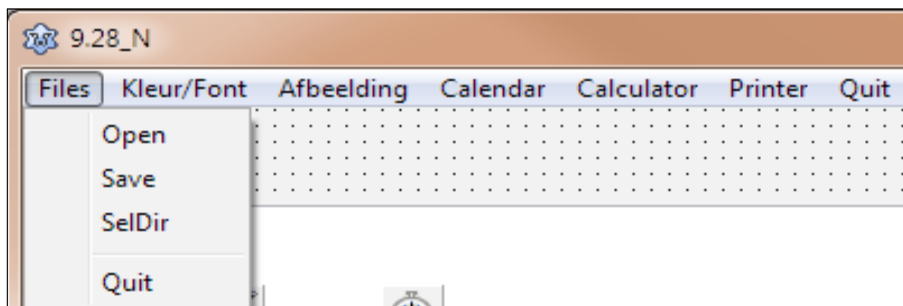 9.28_N
Files Kleur/Font Afbeelding Calendar Calculator Printer Quit
Open
Save
SelDir
Quit